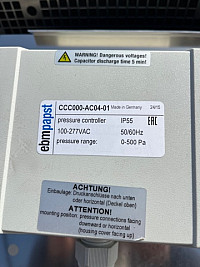 WARNING! Dangerous voltages!
Capacitor discharge time 5 min!
ebmpapst
CCC000-AC04-01 Made in Germany 24/15
pressure controller IP55 EAC
100-277VAC 50/60Hz
pressure range: 0-500 Pa
ACHTUNG!
Einbaulage: Druckanschlüsse nach unten
oder horizontal (Deckel oben)
ATTENTION!
mounting position: pressure connections facing
downward or horizontal
(housing cover facing up)